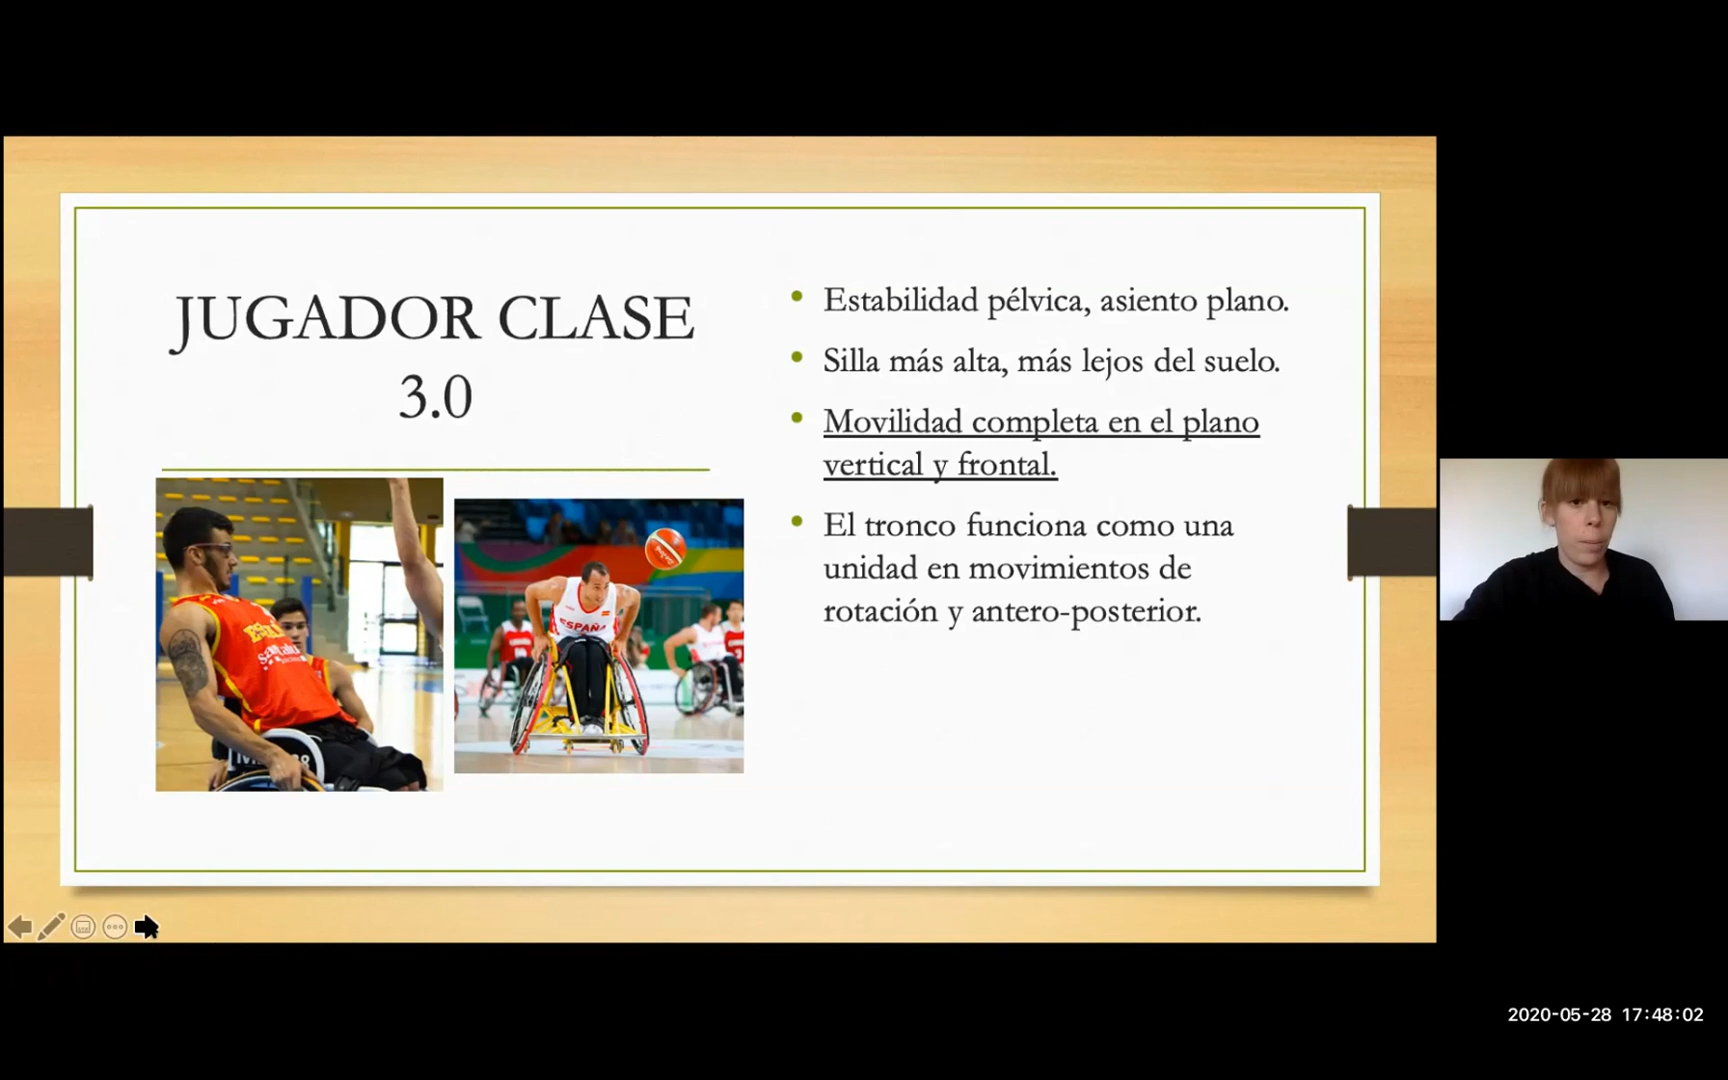 JUGADOR CLASE
3.0
• Estabilidad pélvica, asiento plano.
• Silla más alta, más lejos del suelo.
• Movilidad completa en el plano
vertical y frontal.
• El tronco funciona como una
unidad en movimientos de
rotación y antero-posterior.
ESPAÑA
2020-05-28 17:48:02